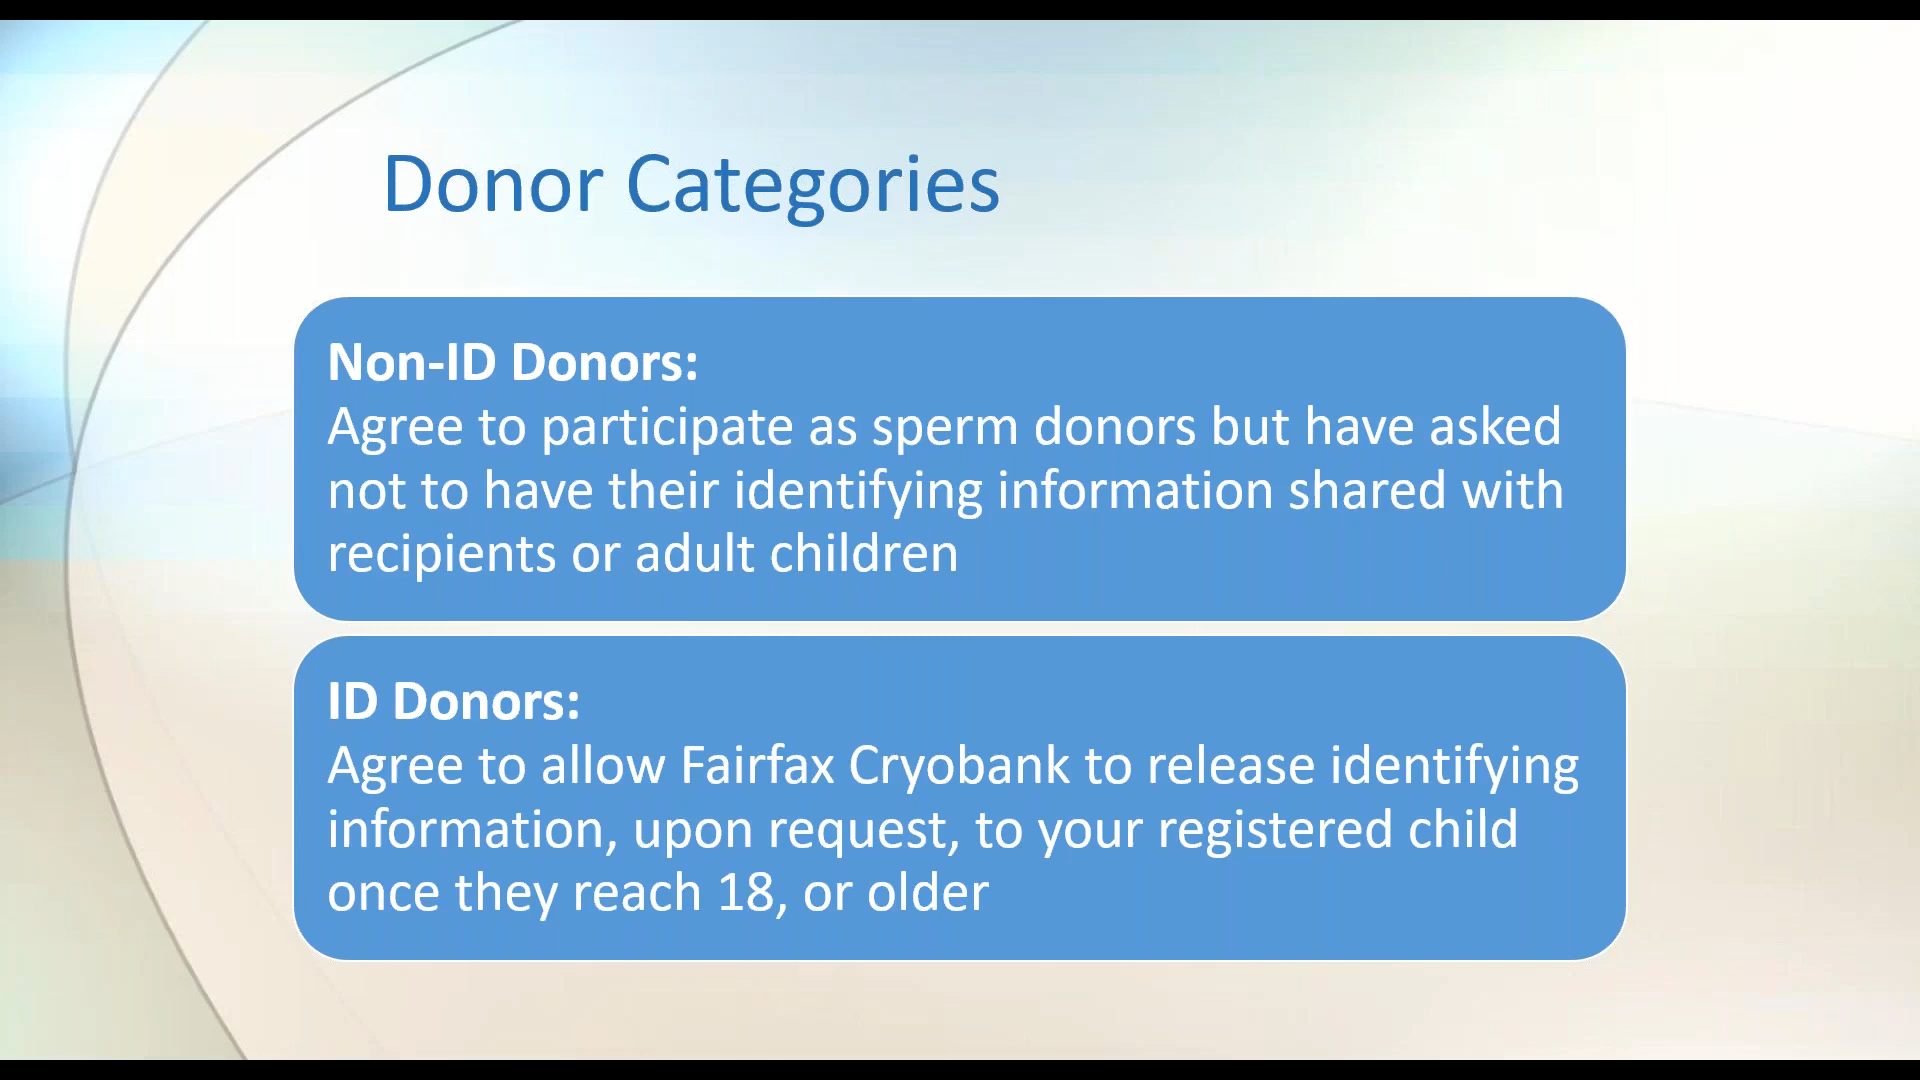 Donor Categories
Non-ID Donors:
Agree to participate as sperm donors but have asked
not to have their identifying information shared with
recipients or adult children
ID Donors:
Agree to allow Fairfax Cryobank to release identifying
information, upon request, to your registered child
once they reach 18, or older